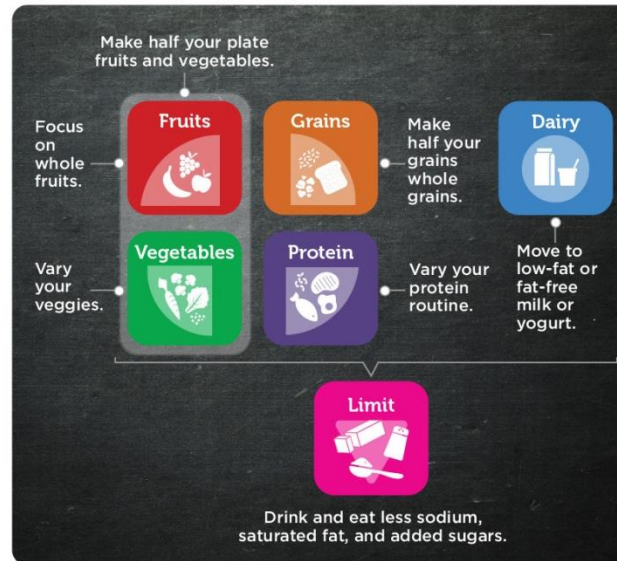 Make half your plate
fruits and vegetables.
Focus
on
whole
fruits.
Fruits
Grains
Make
half your
grains
whole
grains.
Dairy
Vary
your
veggies.
Vegetables
Protein
Vary your
protein
routine.
Move to
low-fat or
fat-free
milk or
yogurt.
Limit
Drink and eat less sodium,
saturated fat, and added sugars.